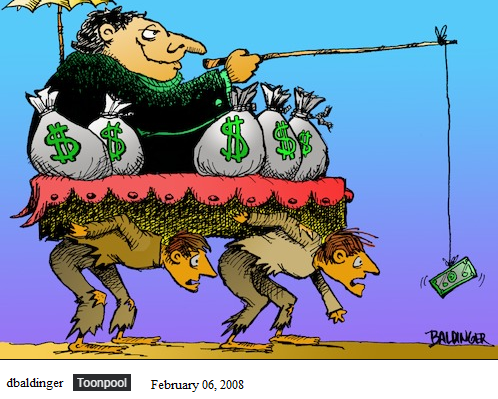 $ $ $ $ $
BALDINGER
dbaldinger Toonpool February 06, 2008